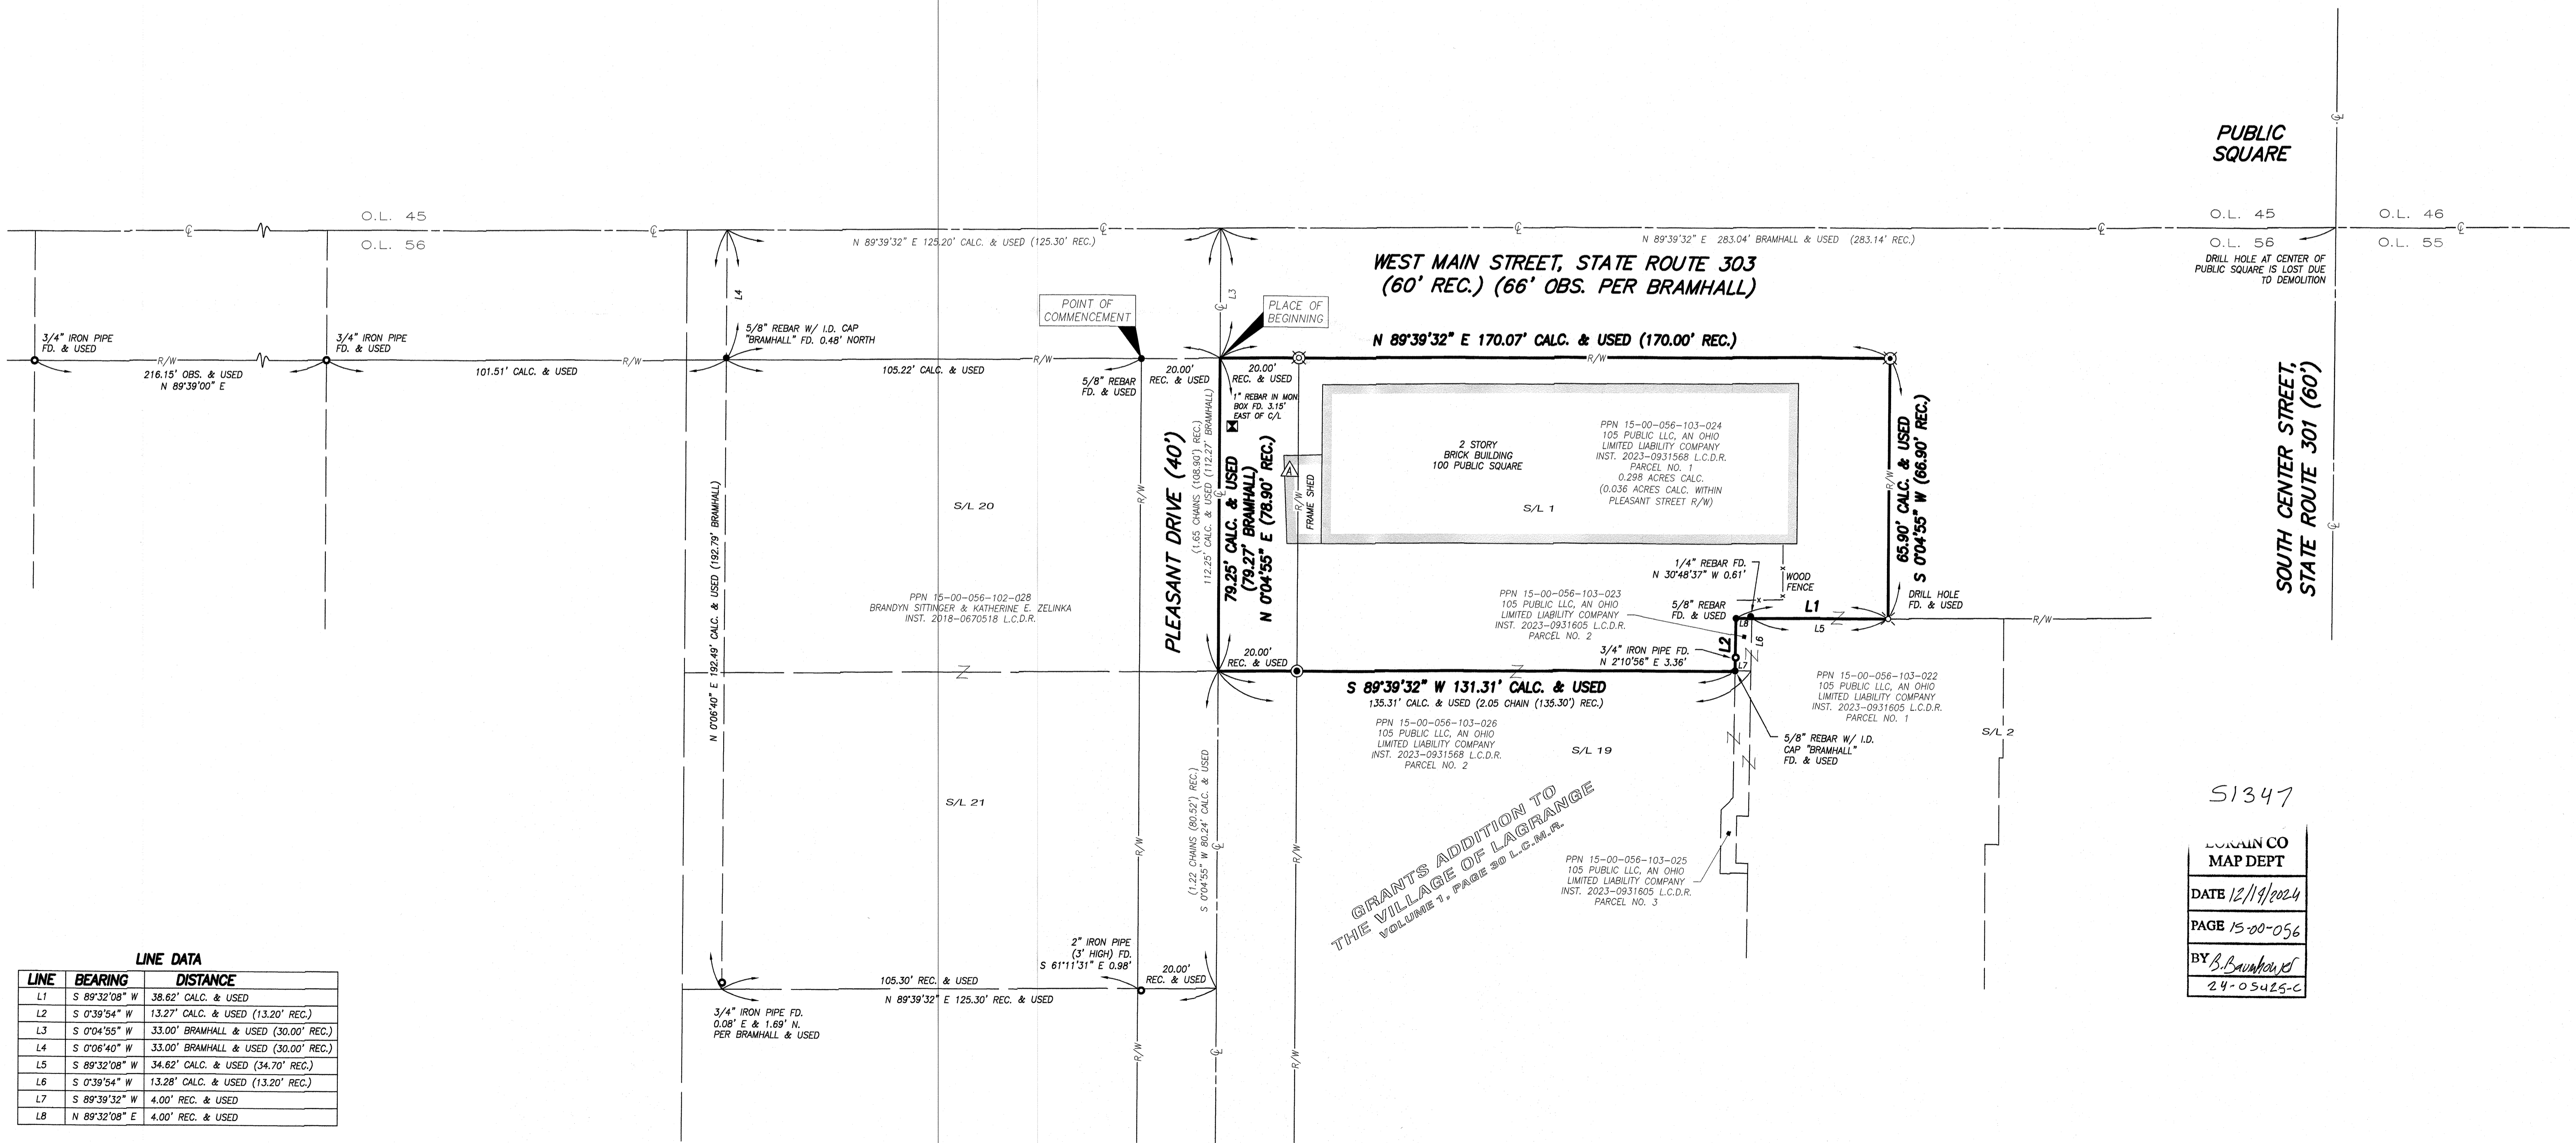 PUBLIC
SQUARE
O.L. 45
O.L. 56
O.L. 45
O.L. 46
O.L. 56
O.L. 55
N 89°39'32" E 125.20' CALC. & USED (125.30' REC.)
N 89°39'32" E 283.04' BRAMHALL & USED (283.14' REC.)
DRILL HOLE AT CENTER OF
PUBLIC SQUARE IS LOST DUE
TO DEMOLITION
WEST MAIN STREET, STATE ROUTE 303
(60' REC.) (66' OBS. PER BRAMHALL)
L4
L3
POINT OF
COMMENCEMENT
PLACE OF
BEGINNING
3/4" IRON PIPE
FD. & USED
3/4" IRON PIPE
FD. & USED
5/8" REBAR W/ I.D. CAP
"BRAMHALL" FD. 0.48' NORTH
N 89°39'32" E 170.07' CALC. & USED (170.00' REC.)
R/W
R/W
R/W
R/W
216.15' OBS. & USED
N 89°39'00" E
101.51' CALC. & USED
105.22' CALC. & USED
5/8" REBAR
FD. & USED
20.00'
REC. & USED
20.00'
REC. & USED
1" REBAR IN MON
BOX FD. 3.15'
EAST OF C/L
PLEASANT DRIVE (40')
(1.65 CHAINS (108.90') REC.)
112.25' CALC. & USED (112.27' BRAMHALL)
79.25' CALC. & USED
(79.27' BRAMHALL)
N 0°04'55" E (78.90' REC.)
R/W
R/W
A
FRAME SHED
2 STORY
BRICK BUILDING
100 PUBLIC SQUARE
PPN 15-00-056-103-024
105 PUBLIC LLC, AN OHIO
LIMITED LIABILITY COMPANY
INST. 2023-0931568 L.C.D.R.
PARCEL NO. 1
0.298 ACRES CALC.
(0.036 ACRES CALC. WITHIN
PLEASANT STREET R/W)
S/L 1
R/W
65.90' CALC. & USED
S 0°04'55" W (66.90' REC.)
SOUTH CENTER STREET,
STATE ROUTE 301 (60')
S/L 20
N 0°06'40" E 192.49' CALC. & USED (192.79' BRAMHALL)
PPN 15-00-056-102-028
BRANDYN SITTINGER & KATHERINE E. ZELINKA
INST. 2018-0670518 L.C.D.R.
1/4" REBAR FD.
N 30°48'37" W 0.61'
WOOD
FENCE
PPN 15-00-056-103-023
105 PUBLIC LLC, AN OHIO
LIMITED LIABILITY COMPANY
INST. 2023-0931605 L.C.D.R.
PARCEL NO. 2
5/8" REBAR
FD. & USED
L1
DRILL HOLE
FD. & USED
L8
L5
R/W
L2
L6
3/4" IRON PIPE FD.
N 2°10'56" E 3.36'
L7
20.00'
REC. & USED
S 89°39'32" W 131.31' CALC. & USED
135.31' CALC. & USED (2.05 CHAIN (135.30') REC.)
PPN 15-00-056-103-022
105 PUBLIC LLC, AN OHIO
LIMITED LIABILITY COMPANY
INST. 2023-0931605 L.C.D.R.
PARCEL NO. 1
PPN 15-00-056-103-026
105 PUBLIC LLC, AN OHIO
LIMITED LIABILITY COMPANY
INST. 2023-0931568 L.C.D.R.
PARCEL NO. 2
S/L 19
5/8" REBAR W/ I.D.
CAP "BRAMHALL"
FD. & USED
S/L 2
S/L 21
(1.22 CHAINS (80.52') REC.)
S 0°04'55" W 80.24' CALC. & USED
GRANTS ADDITION TO
THE VILLAGE OF LAGRANGE
VOLUME 1, PAGE 30 L.C.M.R.
R/W
R/W
PPN 15-00-056-103-025
105 PUBLIC LLC, AN OHIO
LIMITED LIABILITY COMPANY
INST. 2023-0931605 L.C.D.R.
PARCEL NO. 3
S1347
LORAIN CO
MAP DEPT
DATE 12/19/2024
PAGE 15-00-056
BY B. Baumhower
24-05425-C
2" IRON PIPE
(3' HIGH) FD.
S 61°11'31" E 0.98'
20.00'
REC. & USED
105.30' REC. & USED
N 89°39'32" E 125.30' REC. & USED
3/4" IRON PIPE FD.
0.08' E & 1.69' N.
PER BRAMHALL & USED
R/W
R/W
LINE DATA
LINE BEARING DISTANCE
L1 S 89°32'08" W 38.62' CALC. & USED
L2 S 0°39'54" W 13.27' CALC. & USED (13.20' REC.)
L3 S 0°04'55" W 33.00' BRAMHALL & USED (30.00' REC.)
L4 S 0°06'40" W 33.00' BRAMHALL & USED (30.00' REC.)
L5 S 89°32'08" W 34.62' CALC. & USED (34.70' REC.)
L6 S 0°39'54" W 13.28' CALC. & USED (13.20' REC.)
L7 S 89°39'32" W 4.00' REC. & USED
L8 N 89°32'08" E 4.00' REC. & USED